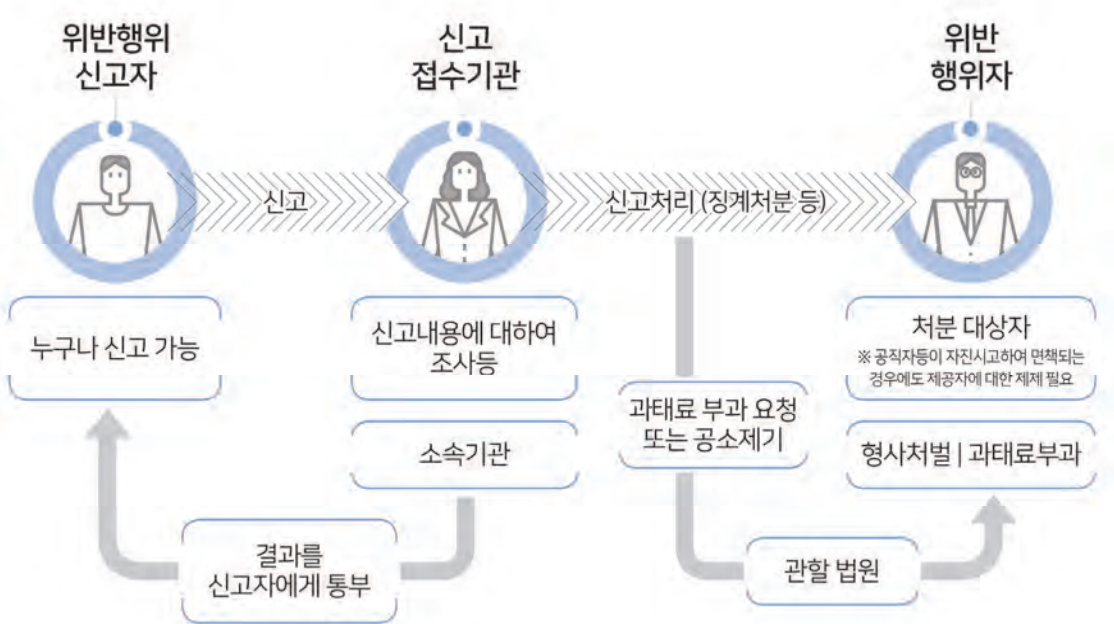 위반행위
신고자
신고
접수기관
위반
행위자
신고
신고처리 (징계처분 등)
누구나 신고 가능
신고내용에 대하여
조사등
소속기관
결과를
신고자에게 통부
과태료 부과 요청
또는 공소제기
관할 법원
처분 대상자
※ 공직자등이 자진시고하여 면책되는
경우에도 제공자에 대한 제제 필요
형사처벌 | 과태료부과